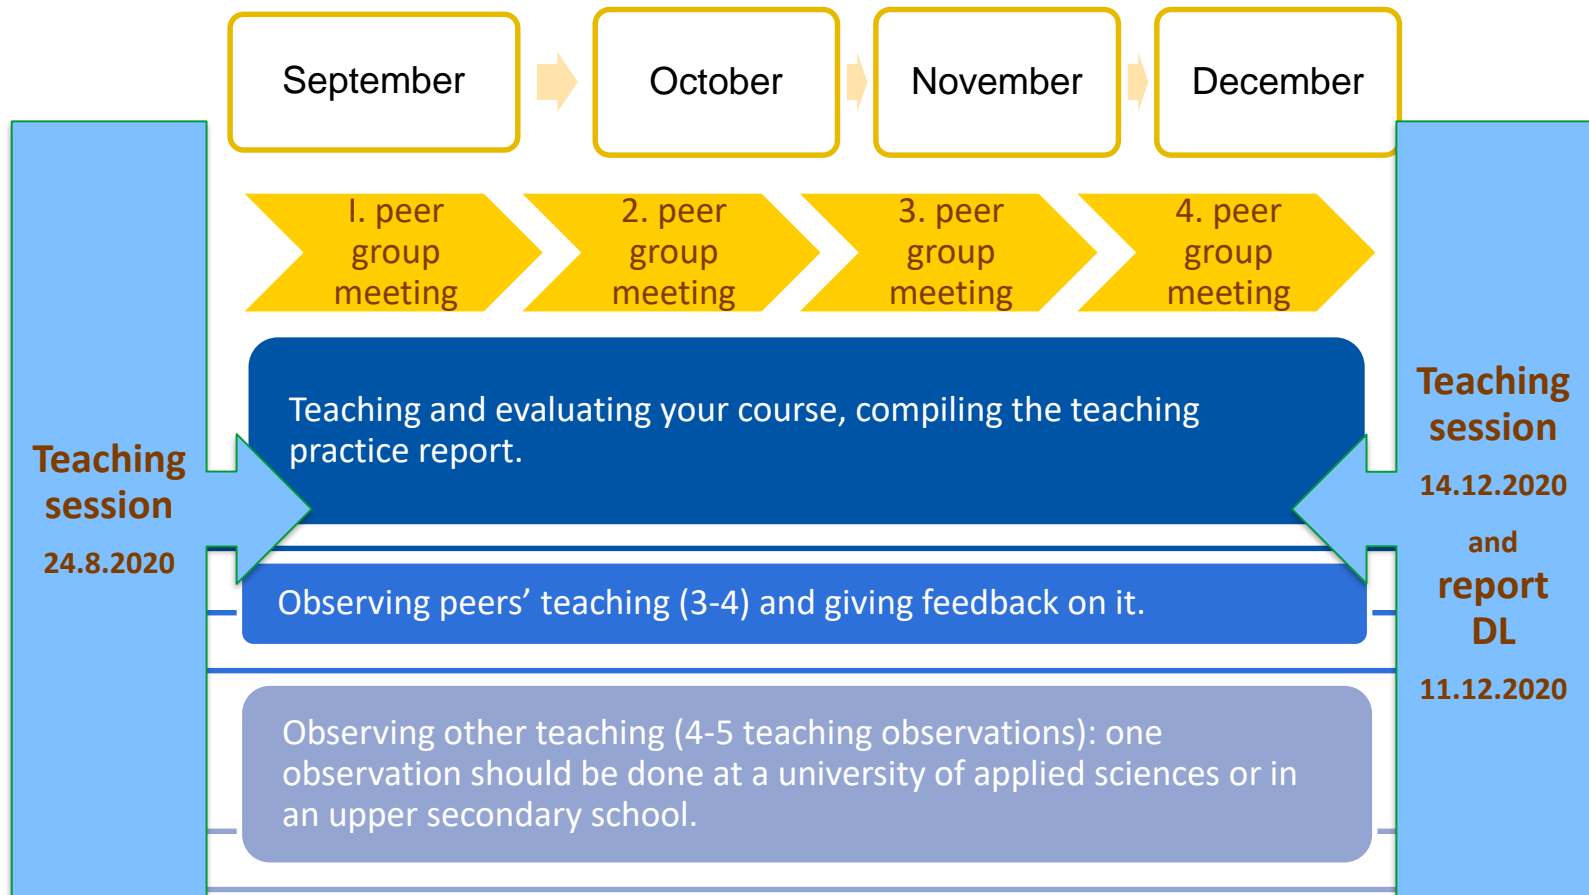 September
October
November
December
I. peer
group
meeting
2. peer
group
meeting
3. peer
group
meeting
4. peer
group
meeting
Teaching
session
24.8.2020
Teaching and evaluating your course, compiling the teaching
practice report.
Observing peers’ teaching (3-4) and giving feedback on it.
Observing other teaching (4-5 teaching observations): one
observation should be done at a university of applied sciences or in
an upper secondary school.
Teaching
session
14.12.2020
and
report
DL
11.12.2020